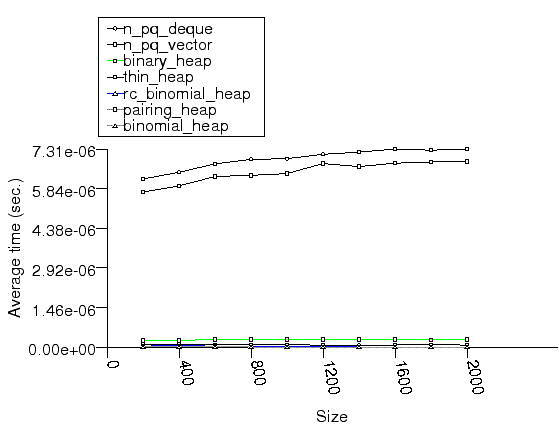 n_pq_deque
n_pq_vector
binary_heap
thin_heap
rc_binomial_heap
pairing_heap
binomial_heap
7.31e-06
5.84e-06
4.38e-06
2.92e-06
1.46e-06
0.00e+00
Average time (sec.)
0 400 800 1200 1600 2000
Size